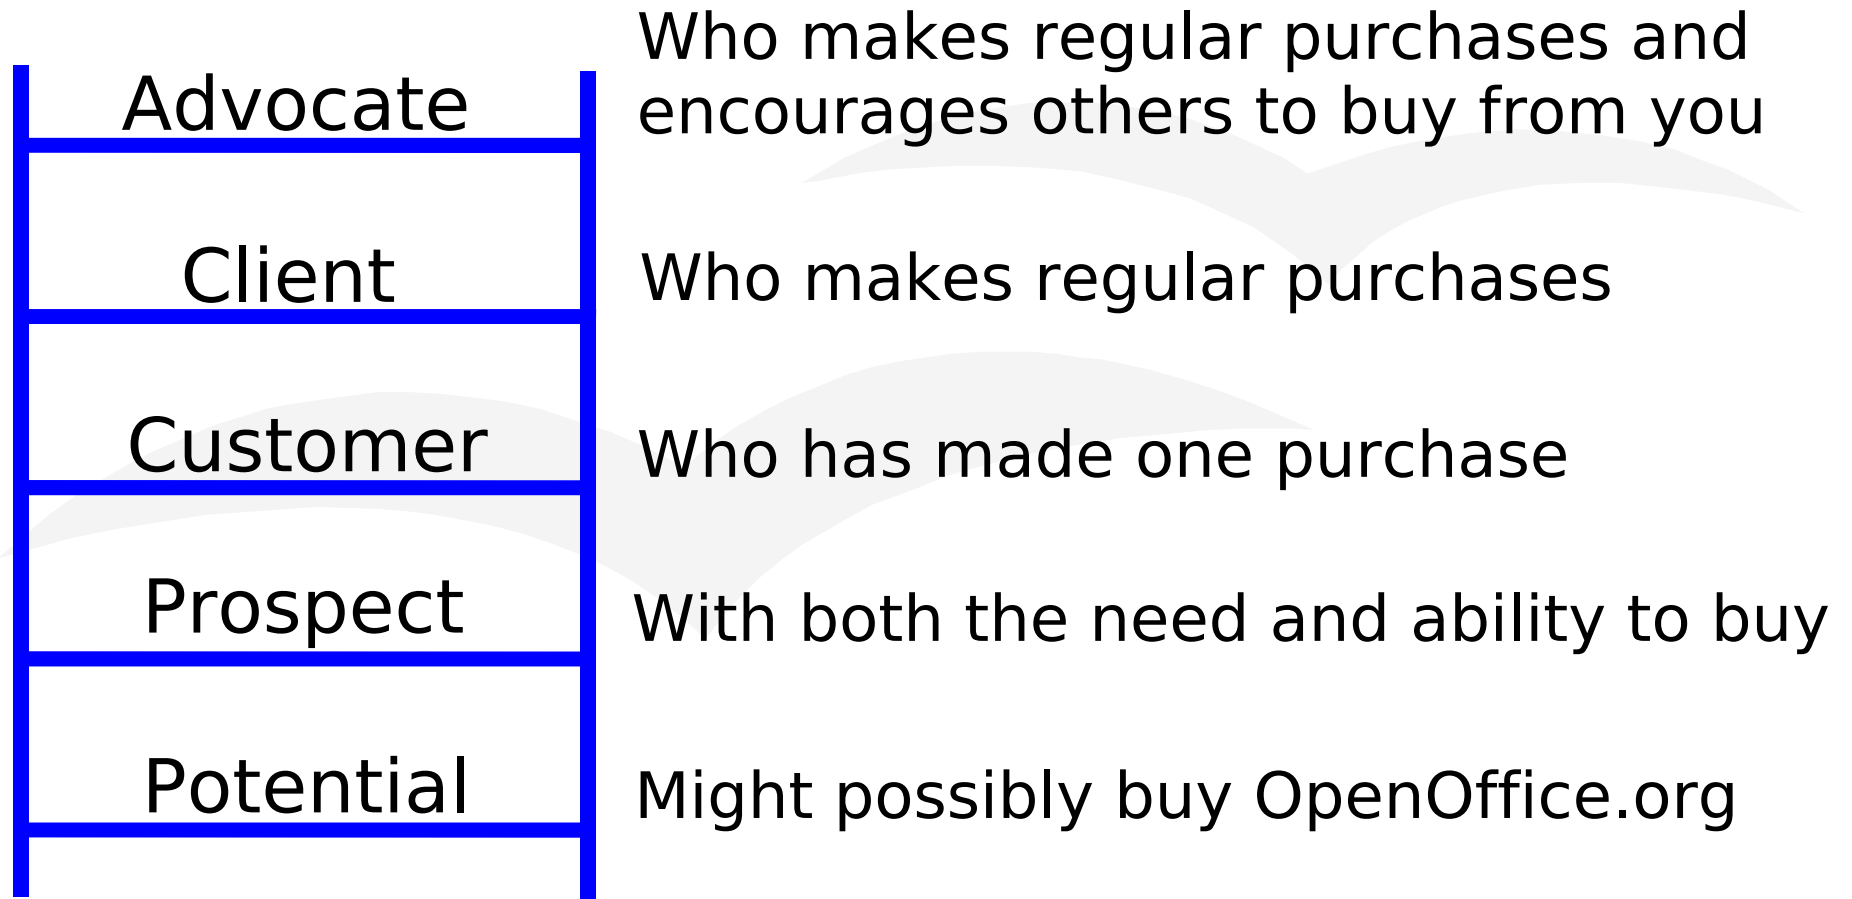 Who makes regular purchases and
Advocate
encourages others to buy from you
Client
Who makes regular purchases
Customer
Who has made one purchase
Prospect
With both the need and ability to buy
Potential
Might possibly buy OpenOffice.org